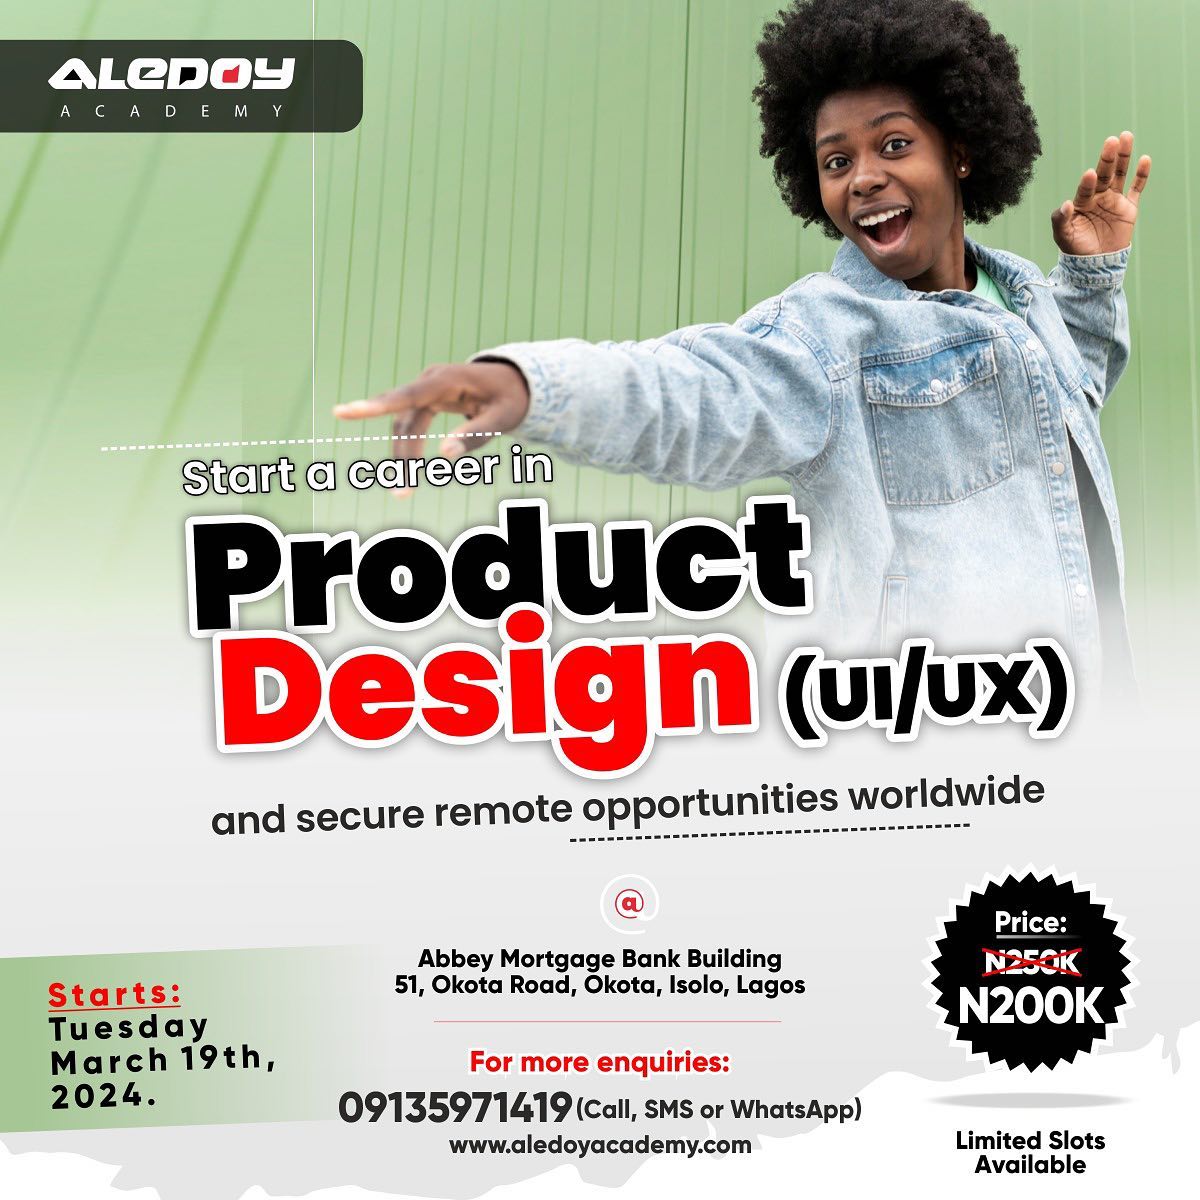 ALEDOY
ACADEMY
Start a career in
Product
Design (UI/UX)
and secure remote opportunities worldwide
@
Abbey Mortgage Bank Building
51, Okota Road, Okota, Isolo, Lagos
Starts:
Tuesday
March 19th,
2024.
For more enquiries:
09135971419 (Call, SMS or WhatsApp)
www.aledoyacademy.com
Price:
N250K
N200K
Limited Slots
Available